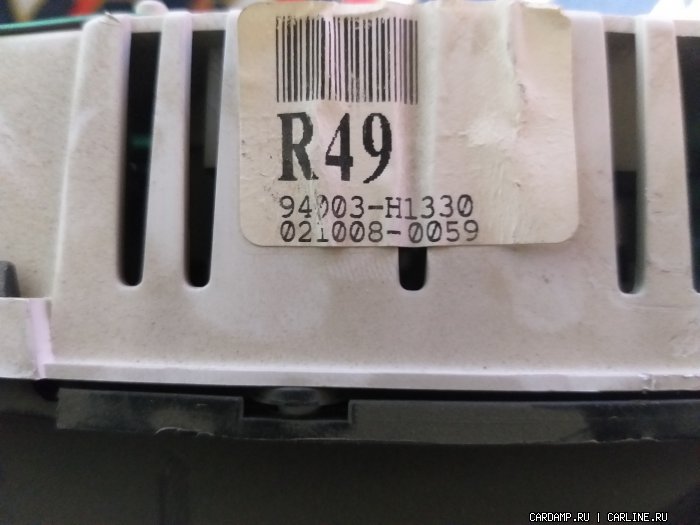 R49
94003-H1330
021008-0059
CARDAMP.RU | CARLINE.RU